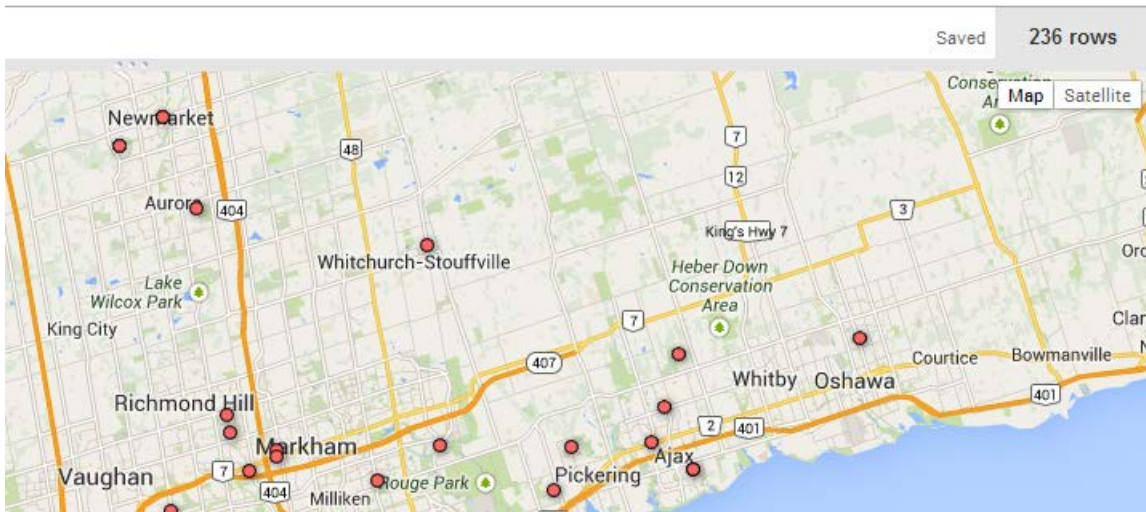 Saved 236 rows
Conservation
Map Satellite
Newmarket
7
48
12
Aurora
404
3
King's Hwy 7
Whitchurch-Stouffville
Heber Down
Conservation
Area
Lake
Wilcox Park
7
King City
407
Courtice
Bowmanville
Whitby
Oshawa
401
Richmond Hill
2
401
Markham
Ajax
Vaughan
7
Pickering
Rouge Park
404
Milliken